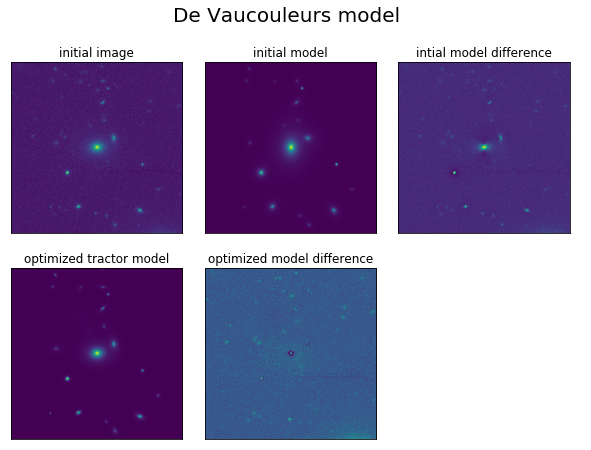 De Vaucouleurs model
initial image
initial model
intial model difference
optimized tractor model
optimized model difference